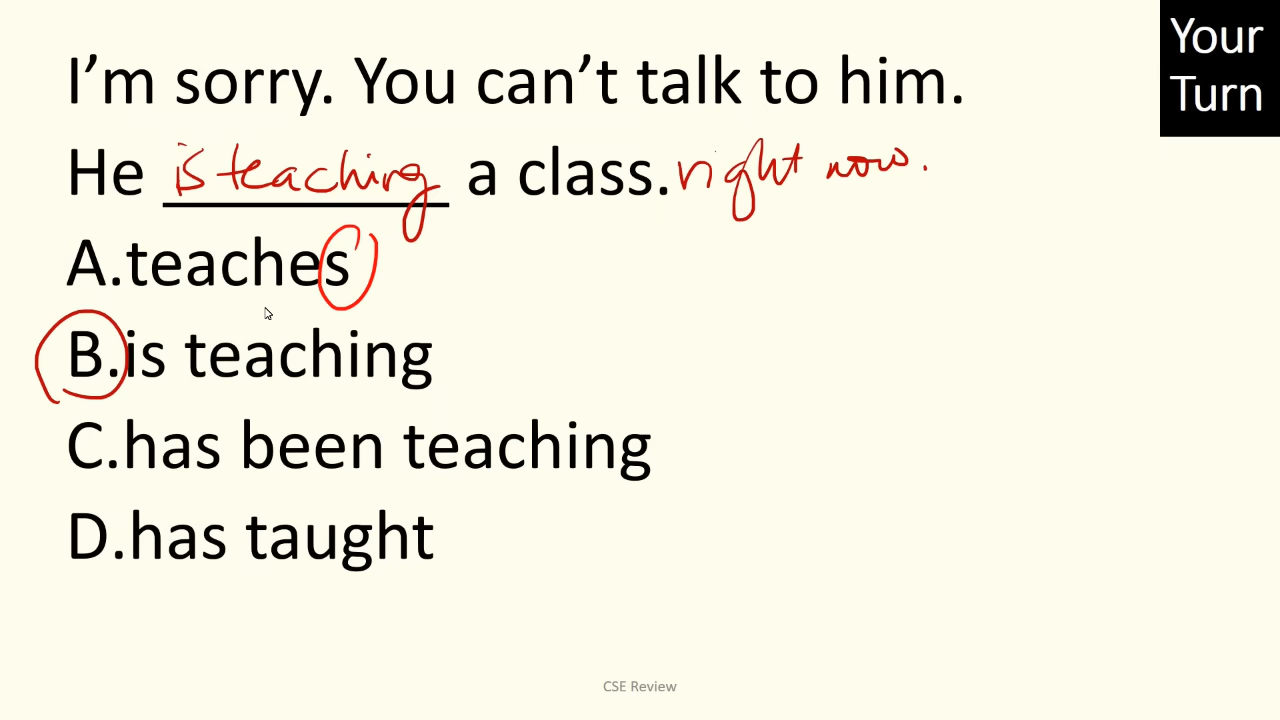 Your
Turn
I'm sorry. You can't talk to him.
He is teaching a class. right now.
A.teaches
B.is teaching
C.has been teaching
D.has taught
CSE Review